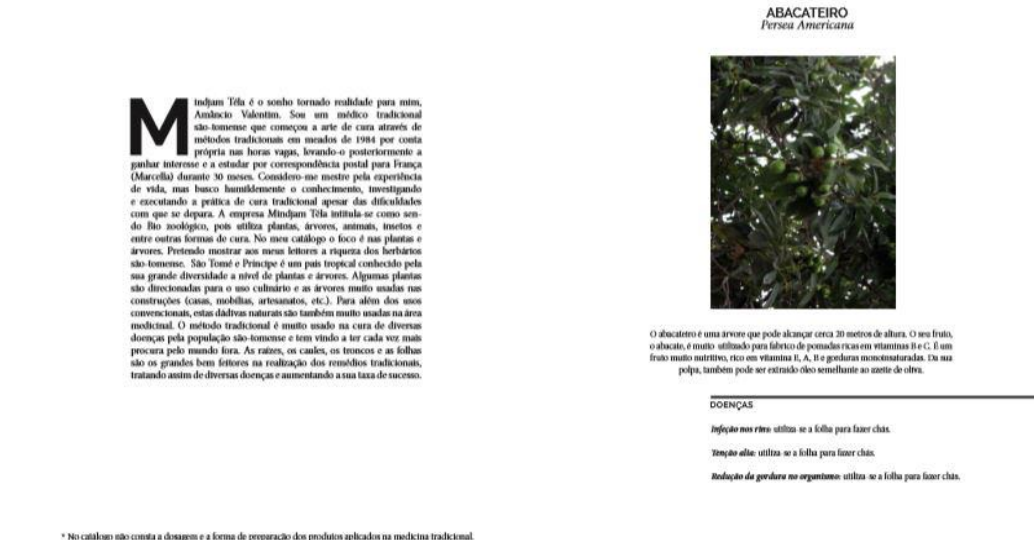 Mindjam Téla é o sonho tornado realidade para mim,
Amâncio Valentim. Sou um médico tradicional
são-tomense que começou a arte de cura através de
métodos tradicionais em meados de 1984 por conta
própria nas horas vagas, levando-o posteriormente a
ganhar interesse e a estudar por correspondência postal para França
(Marcella) durante 30 meses. Considero-me mestre pela experiência
de vida, mas busco humildemente o conhecimento, investigando
e executando a prática de cura tradicional apesar das dificuldades
com que se depara. A empresa Mindjam Téla intitula-se como sen-
do Bio zoológico, pois utiliza plantas, árvores, animais, insetos e
entre outras formas de cura. No meu catálogo o foco é nas plantas e
árvores. Pretendo mostrar aos meus leitores a riqueza dos herbários
são-tomense. São Tomé e Príncipe é um país tropical conhecido pela
sua grande diversidade a nível de plantas e árvores. Algumas plantas
são direcionadas para o uso culinário e as árvores muito usadas nas
construções (casas, mobílias, artesanatos, etc.). Para além dos usos
convencionais, estas dádivas naturais são também muito usadas na área
medicinal. O método tradicional é muito usado na cura de diversas
doenças pela população são-tomense e tem vindo a ter cada vez mais
procura pelo mundo fora. As raízes, os caules, os troncos e as folhas
são os grandes bem feitores na realização dos remédios tradicionais,
tratando assim de diversas doenças e aumentando a sua taxa de sucesso.
* No catálogo não consta a dosagem e a forma de preparação dos produtos aplicados na medicina tradicional.
ABACATEIRO
Persea Americana
O abacateiro é uma árvore que pode alcançar cerca 20 metros de altura. O seu fruto,
o abacate, é muito utilizado para fabrico de pomadas ricas em vitaminas B e C. É um
fruto muito nutritivo, rico em vitamina E, A, B e gorduras monoinsaturadas. Da sua
polpa, também pode ser extraído óleo semelhante ao azeite de oliva.
DOENÇAS
Infeção nos rins: utiliza-se a folha para fazer chás.
Tenção alta: utiliza-se a folha para fazer chás.
Redução da gordura no organismo: utiliza-se a folha para fazer chás.